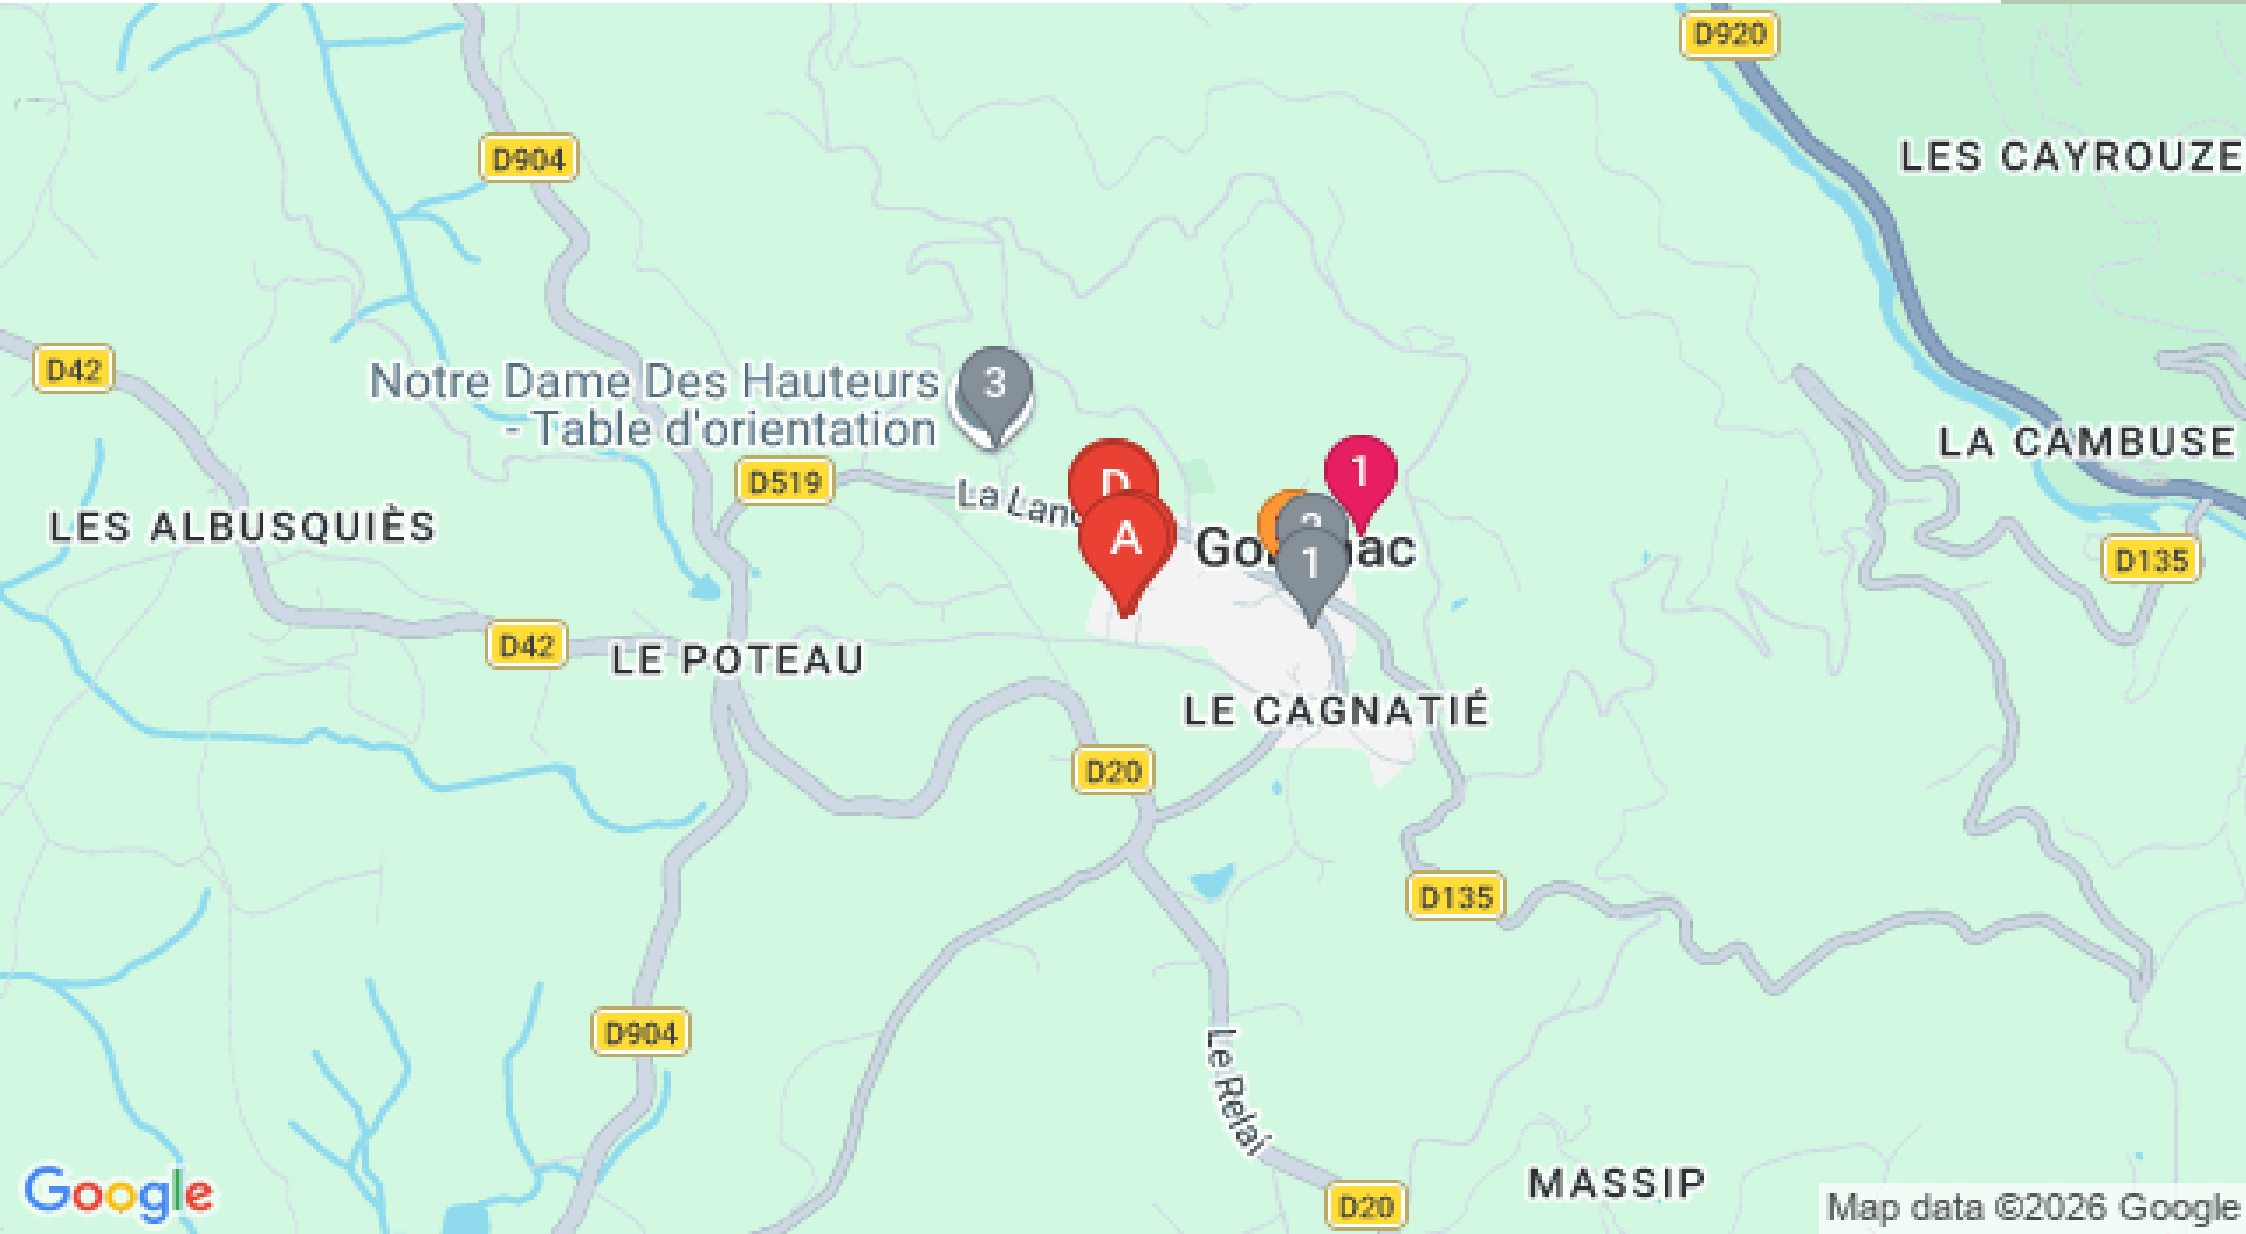 D920
D904
LES CAYROUZE
D42
Notre Dame Des Hauteurs
- Table d'orientation
3
LA CAMBUSE
D519
La Lanc
D
1
LES ALBUSQUIÈS
A
1
D135
D42
LE POTEAU
LE CAGNATIÉ
D20
D135
D904
Le Relai
MASSIP
D20
Google
Map data ©2026 Google